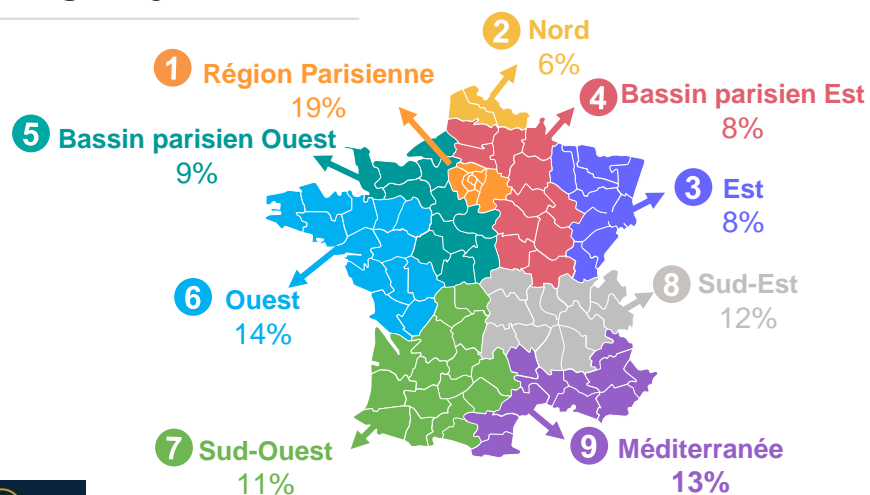 2 Nord
6%
1 Région Parisienne
19%
4 Bassin parisien Est
8%
5 Bassin parisien Ouest
9%
3 Est
8%
8 Sud-Est
12%
6 Ouest
14%
7 Sud-Ouest
11%
9 Méditerranée
13%